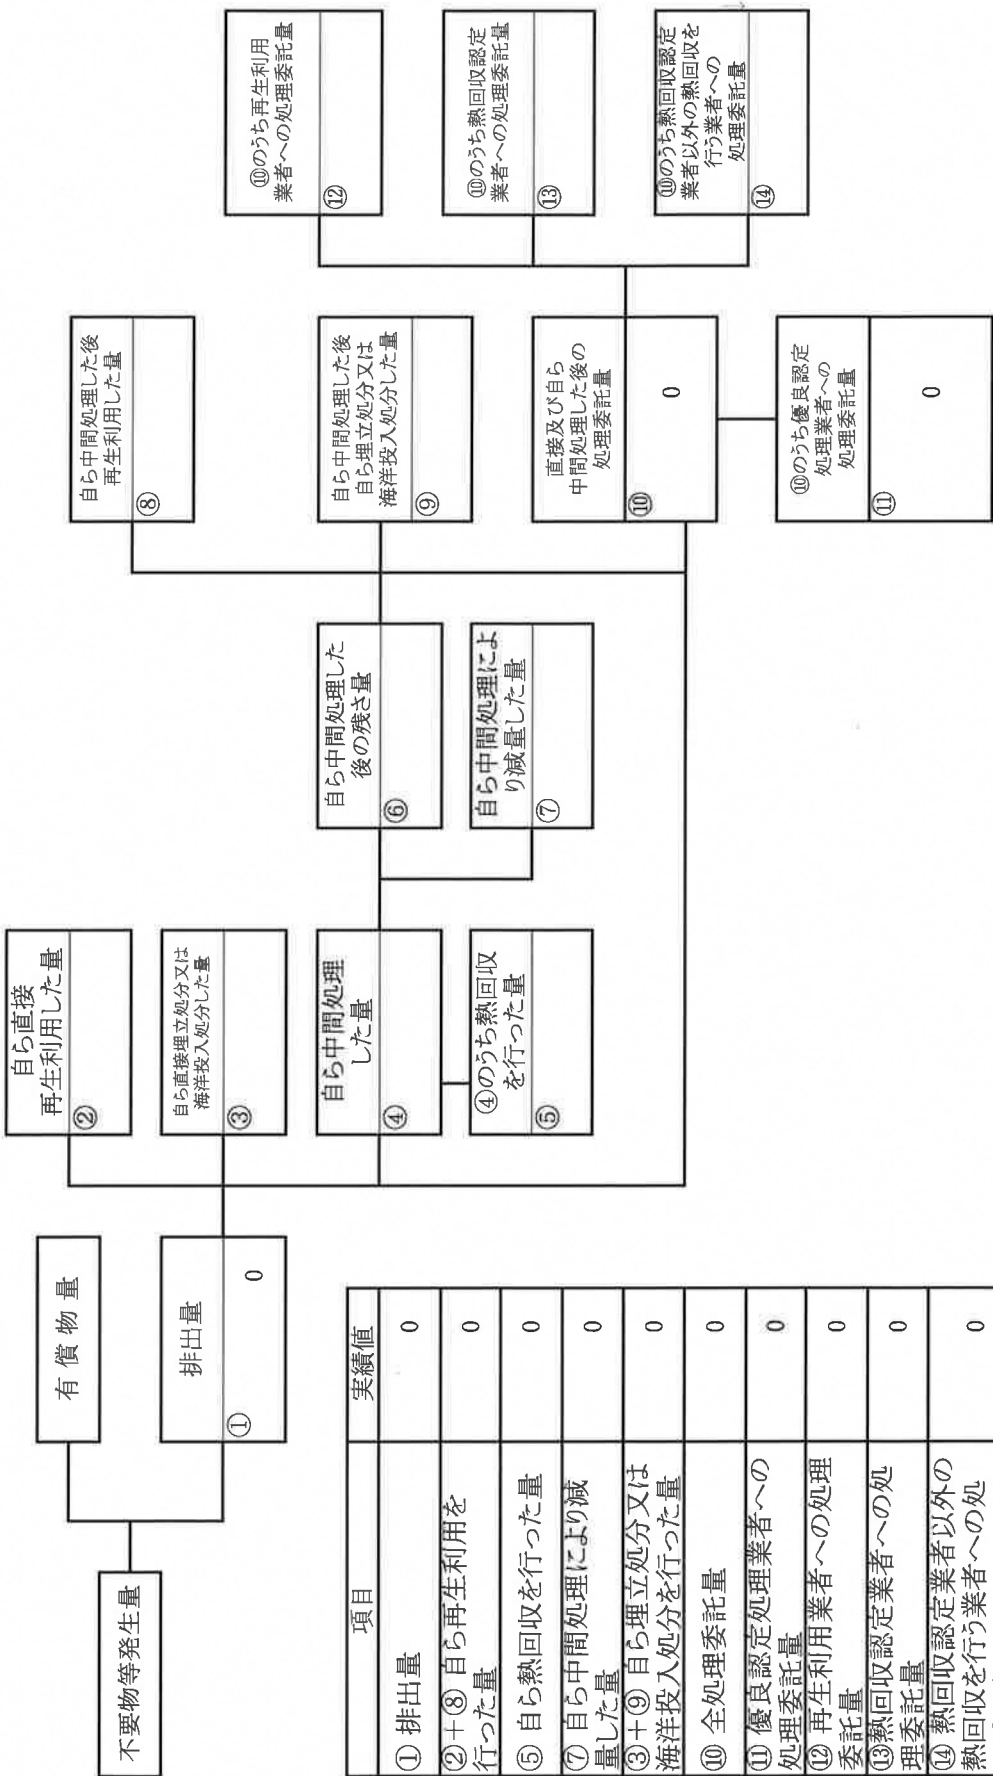 不要物等発生量
有償物量
排出量
①
0
自ら直接
再生利用した量
②
自ら直接埋立処分又は
海洋投入処分した量
③
自ら中間処理
した量
④
④のうち熱回収
を行った量
⑤
自ら中間処理した
後の残さ量
⑥
自ら中間処理によ
り減量した量
⑦
自ら中間処理した後
再生利用した量
⑧
自ら中間処理した後
自ら埋立処分又は
海洋投入処分した量
⑨
直接及び自ら
中間処理した後の
処理委託量
⑩
0
⑩のうち優良認定
処理業者への
処理委託量
⑪
0
⑩のうち再生利用
業者への処理委託量
⑫
⑩のうち熱回収認定
業者への処理委託量
⑬
⑩のうち熱回収認定
業者以外の熱回収を
行う業者への
処理委託量
⑭
項目 実績値
①排出量 0
②+⑧ 自ら再生利用を
行った量 0
⑤ 自ら熱回収を行った量 0
⑦ 自ら中間処理により減
量した量 0
③+⑨ 自ら埋立処分又は
海洋投入処分を行った量 0
⑩ 全処理委託量 0
⑪ 優良認定処理業者への
処理委託量 0
⑫ 再生利用業者への処理
委託量 0
⑬熱回収認定業者への処
理委託量 0
⑭ 熱回収認定業者以外の
熱回収を行う業者への処 0